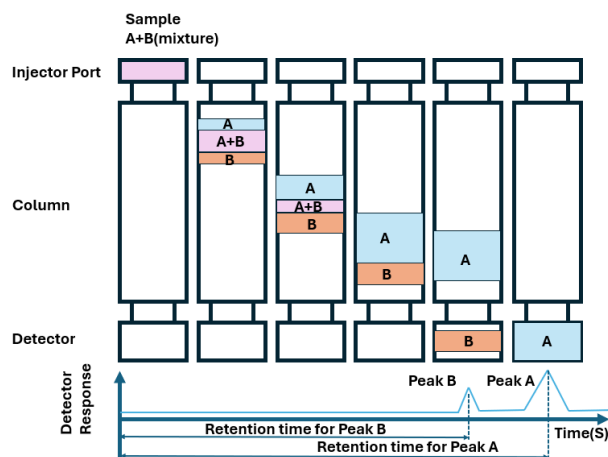 Sample
A+B(mixture)
Injector Port
A
A+B
B
A
A+B
B
Column
A
B
A
Detector
B
A
Detector
Response
Peak B
Peak A
Time(S)
Retention time for Peak B
Retention time for Peak A